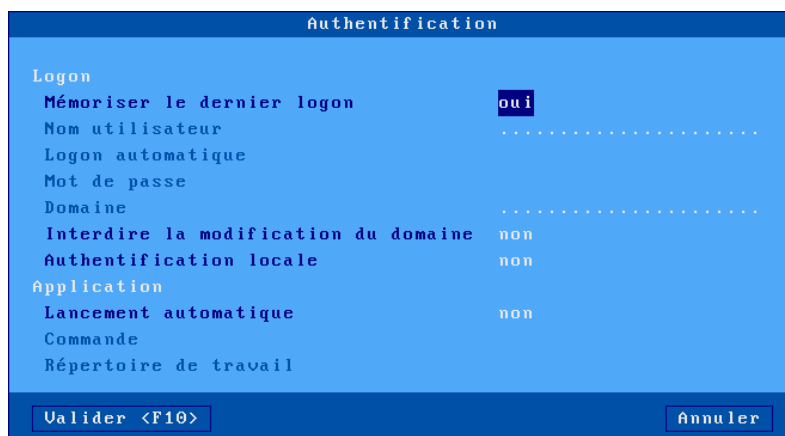 Authentification
Logon
Mémoriser le dernier logon oui
Nom utilisateur ......................
Logon automatique
Mot de passe
Domaine ......................
Interdire la modification du domaine non
Authentification locale non
Application
Lancement automatique non
Commande
Répertoire de travail
Valider <F10> Annuler